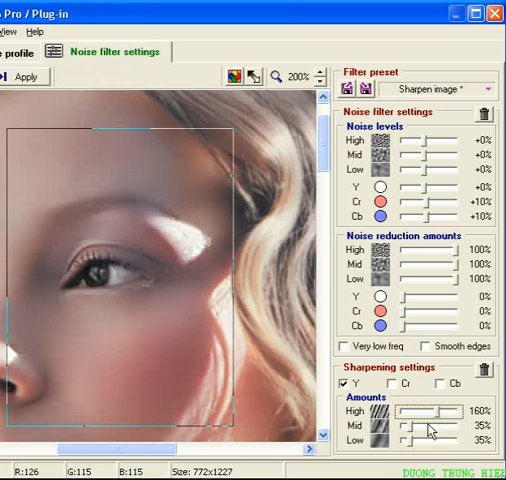 Pro / Plug-in
View Help
e profile
Noise filter settings
Apply
200%
Filter preset
Sharpen image *
Noise filter settings
Noise levels
High +0%
Mid +0%
Low +0%
Y +0%
Cr +10%
Cb +10%
Noise reduction amounts
High 100%
Mid 100%
Low 100%
Y 0%
Cr 0%
Cb 0%
Very low freq Smooth edges
Sharpening settings
Y Cr Cb
Amounts
High 160%
Mid 35%
Low 35%
R:126 G:115 B:115 Size: 772x1227
DUONG TRUNG HIEU